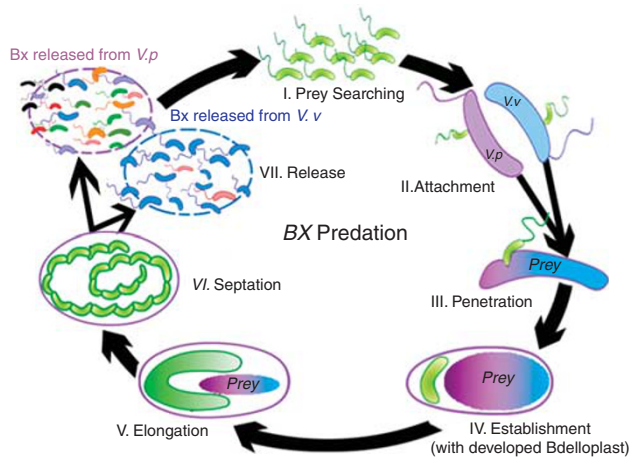 Bx released from V.p
I. Prey Searching
Bx released from V. v
V.v
V.p
II.Attachment
VII. Release
BX Predation
Prey
III. Penetration
VI. Septation
Prey
IV. Establishment
(with developed Bdelloplast)
Prey
V. Elongation